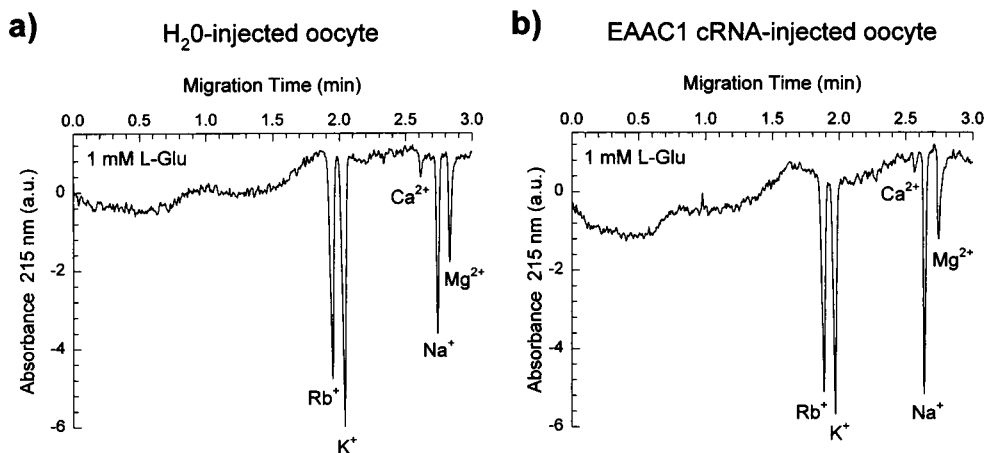 a)
H₂0-injected oocyte
Migration Time (min)
0.0 0.5 1.0 1.5 2.0 2.5 3.0
1 mM L-Glu
Absorbance 215 nm (a.u.)
0
-2
-4
-6
Rb⁺
K⁺
Ca²⁺
Na⁺
Mg²⁺
b)
EAAC1 cRNA-injected oocyte
Migration Time (min)
0.0 0.5 1.0 1.5 2.0 2.5 3.0
1 mM L-Glu
Absorbance 215 nm (a.u.)
0
-2
-4
-6
Rb⁺
K⁺
Ca²⁺
Na⁺
Mg²⁺